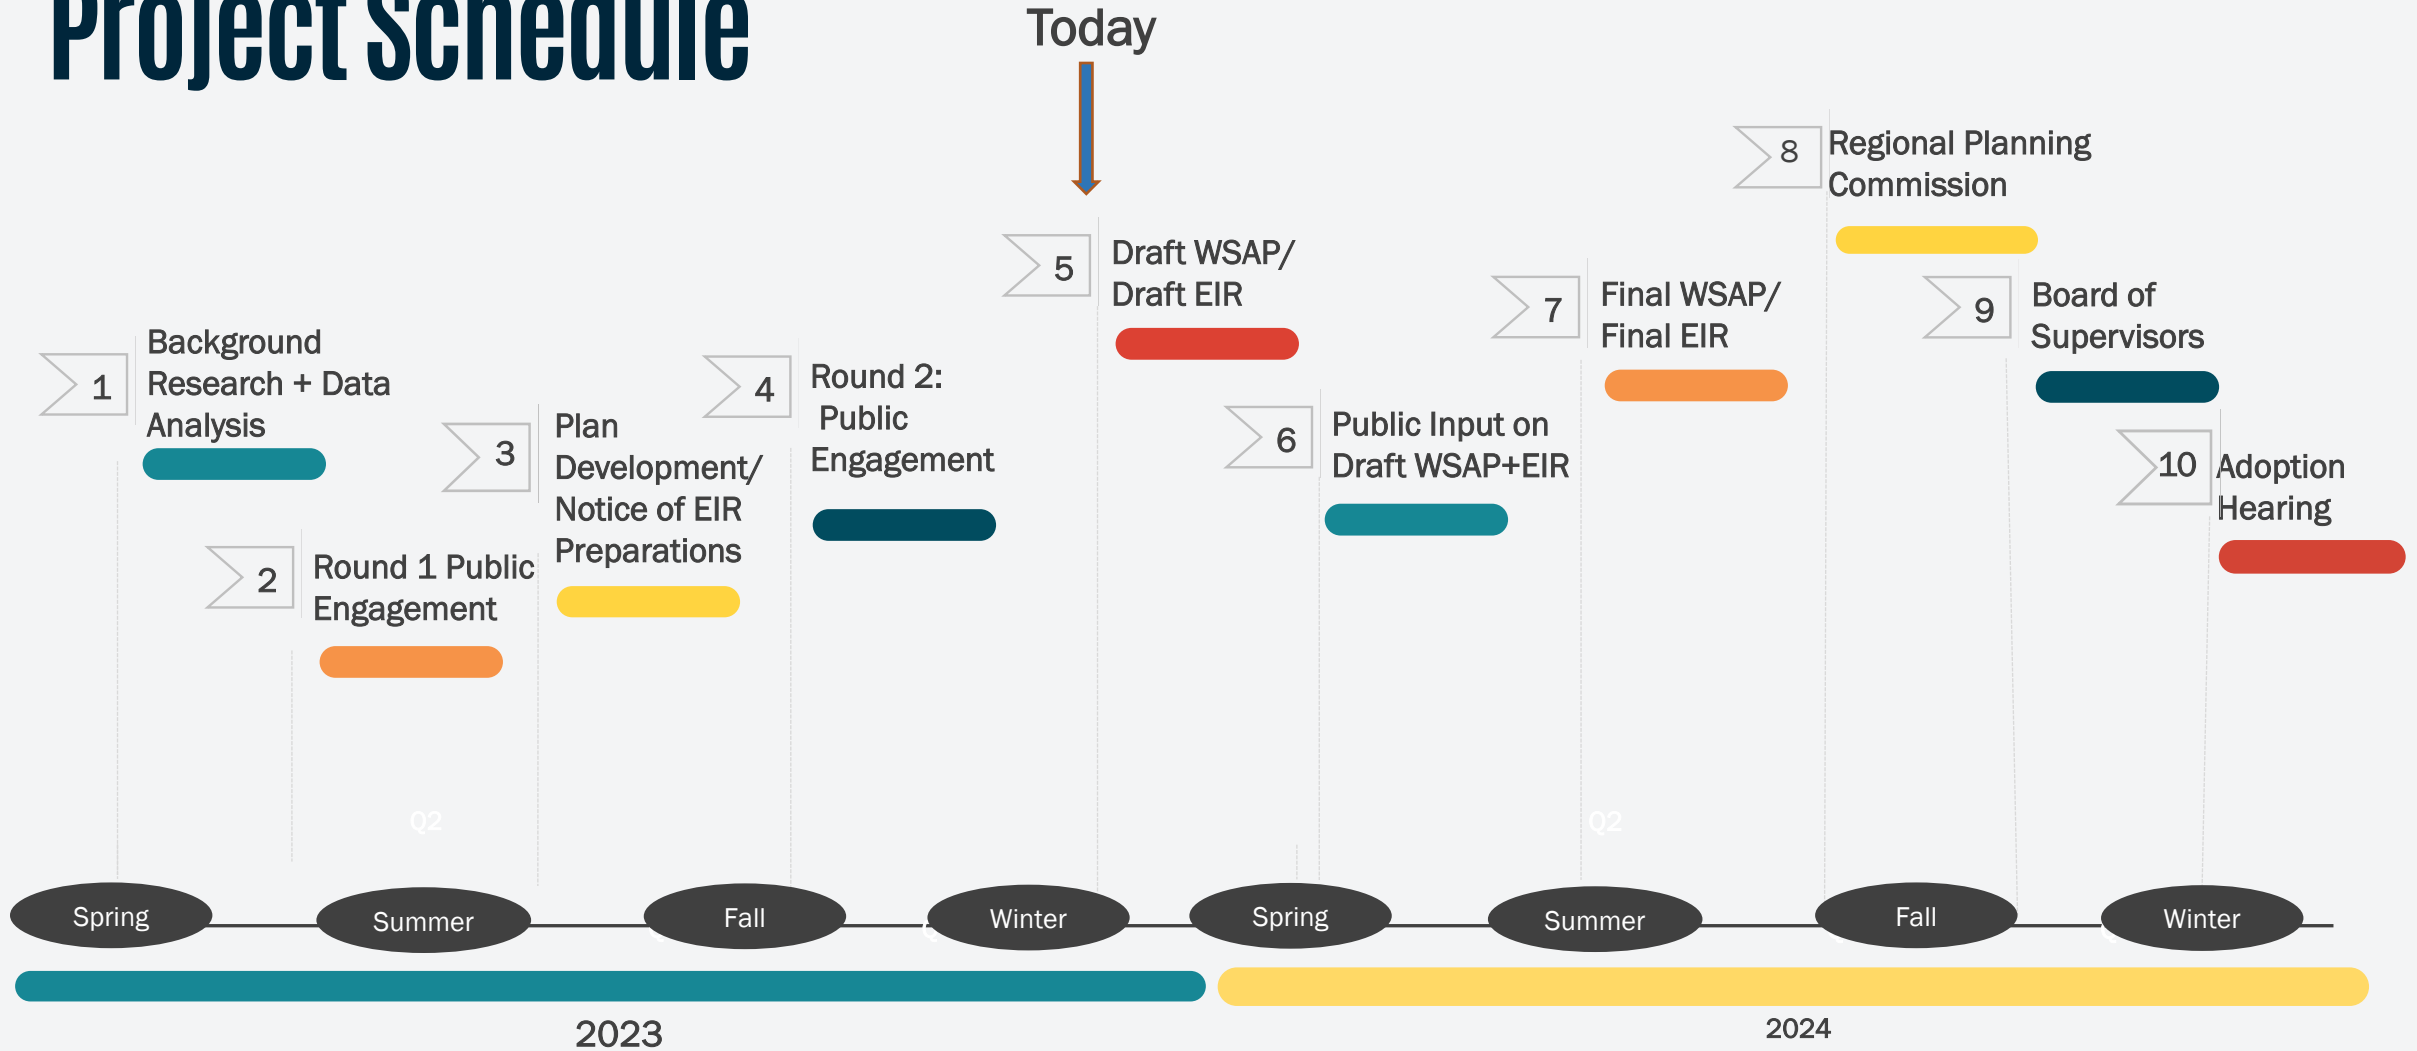 Project Schedule
Today
1
Background
Research + Data
Analysis
2
Round 1 Public
Engagement
3
Plan
Development/
Notice of EIR
Preparations
4
Round 2:
Public
Engagement
5
Draft WSAP/
Draft EIR
6
Public Input on
Draft WSAP+EIR
7
Final WSAP/
Final EIR
8
Regional Planning
Commission
9
Board of
Supervisors
10
Adoption
Hearing
Q2
Q2
Spring
Summer
Fall
Winter
Spring
Summer
Fall
Winter
2023
2024